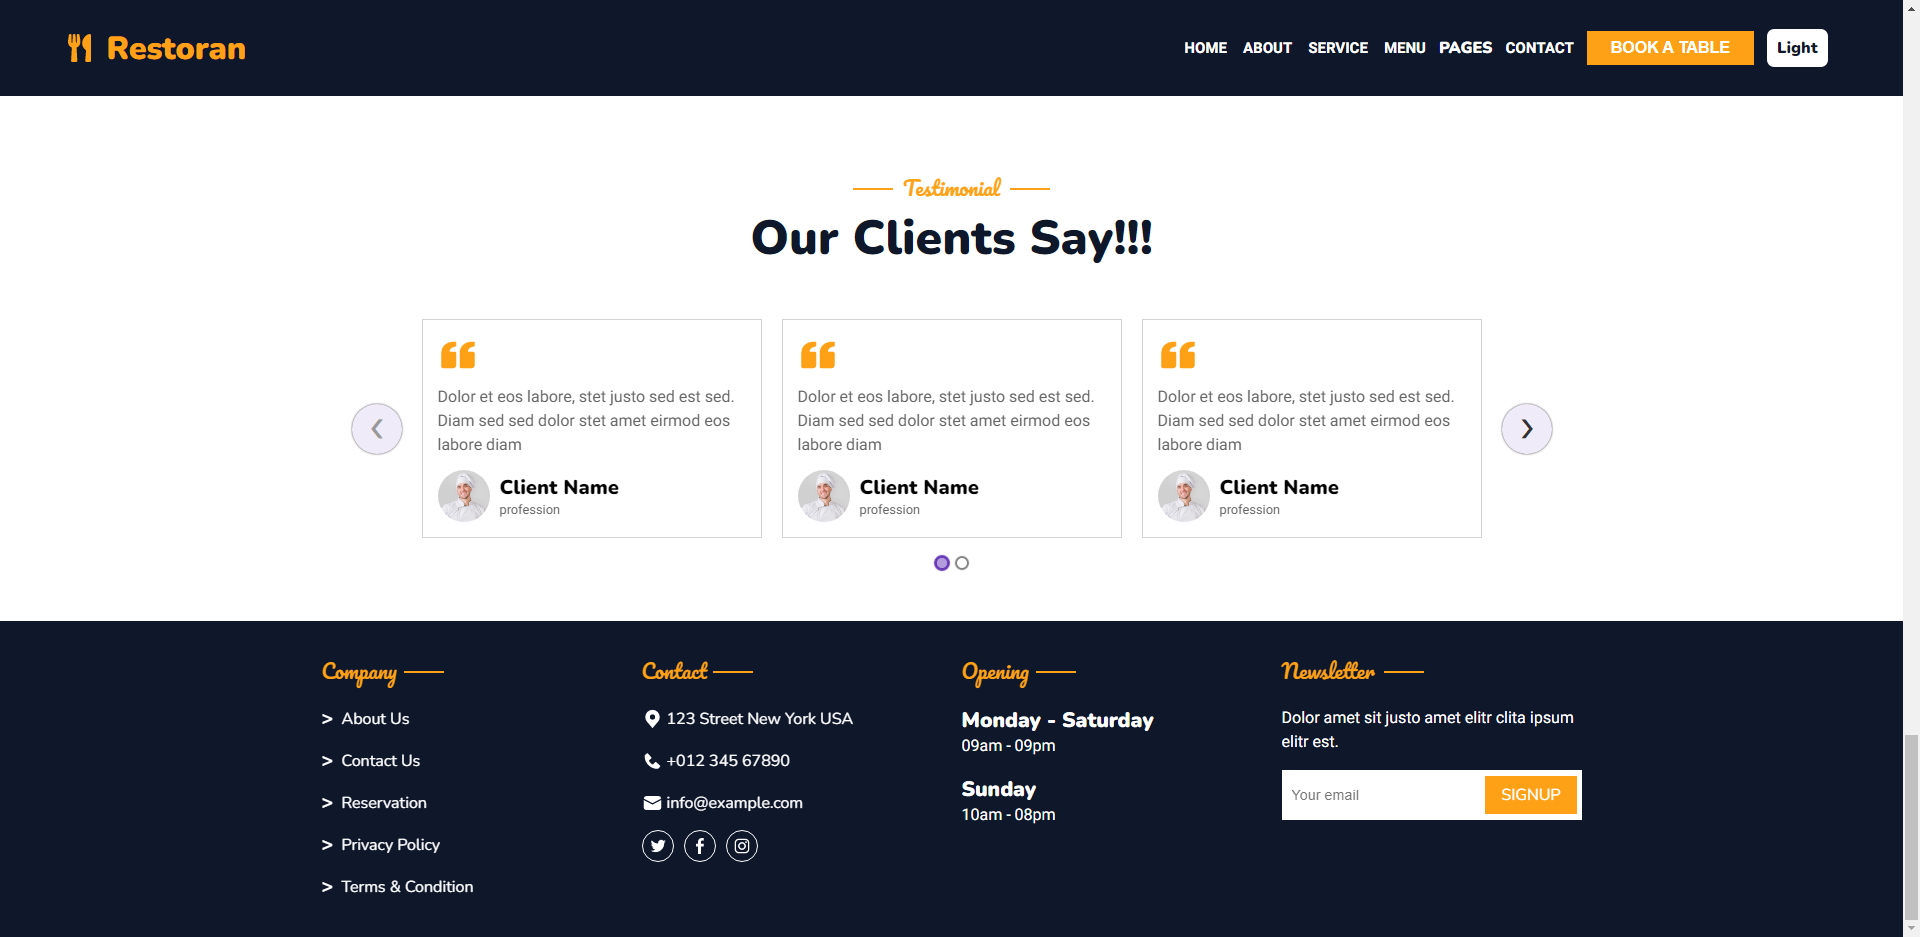 Restoran
HOME ABOUT SERVICE MENU PAGES CONTACT BOOK A TABLE Light
Testimonial
Our Clients Say!!!
Dolor et eos labore, stet justo sed est sed.
Diam sed sed dolor stet amet eirmod eos
labore diam
Client Name
profession
Dolor et eos labore, stet justo sed est sed.
Diam sed sed dolor stet amet eirmod eos
labore diam
Client Name
profession
Dolor et eos labore, stet justo sed est sed.
Diam sed sed dolor stet amet eirmod eos
labore diam
Client Name
profession
Company
> About Us
> Contact Us
> Reservation
> Privacy Policy
> Terms & Condition
Contact
123 Street New York USA
+012 345 67890
info@example.com
Opening
Monday - Saturday
09am - 09pm
Sunday
10am - 08pm
Newsletter
Dolor amet sit justo amet elitr clita ipsum
elitr est.
Your email SIGNUP